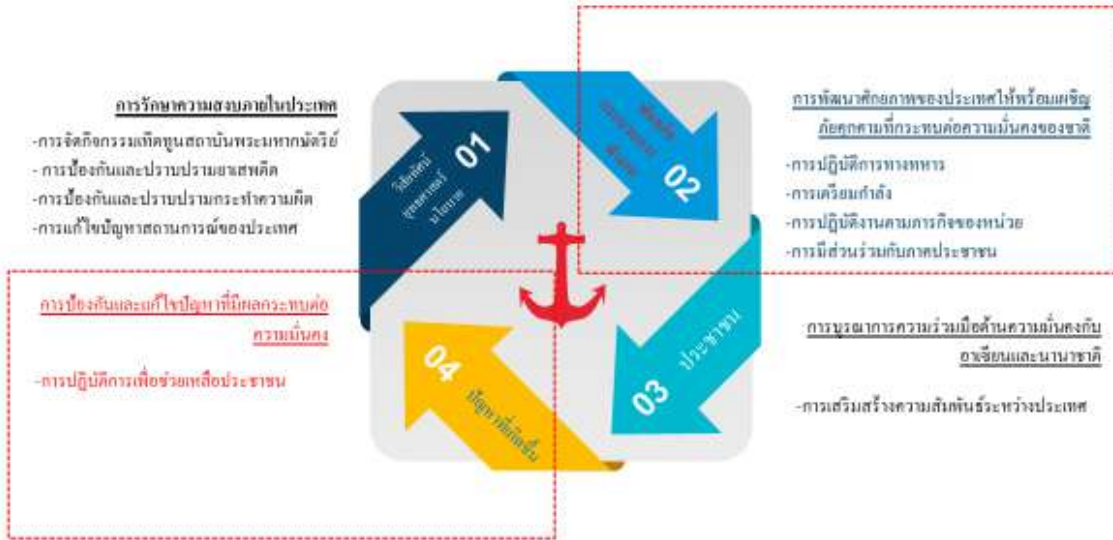 การรักษาความสงบภายในประเทศ
-การจัดกิจกรรมเทิดทูนสถาบันพระมหากษัตริย์
- การป้องกันและปราบปรามยาเสพติด
-การป้องกันและปราบปรามกระทำความผิด
-การแก้ไขปัญหาสถานการณ์ของประเทศ
01
วิสัยทัศน์
ยุทธศาสตร์
นโยบาย
02
การพัฒนาศักยภาพของประเทศให้พร้อมเผชิญ
ภัยคุกคามที่กระทบต่อความมั่นคงของชาติ
-การปฏิบัติการทางทหาร
-การเตรียมกำลัง
-การปฏิบัติงานตามภารกิจของหน่วย
-การมีส่วนร่วมกับภาคประชาชน
การป้องกันและแก้ไขปัญหาที่มีผลกระทบต่อ
ความมั่นคง
-การปฏิบัติการเพื่อช่วยเหลือประชาชน
04
ปัญหาที่เกิดขึ้น
03
ประชาชน
การบูรณาการความร่วมมือด้านความมั่นคงกับ
อาเซียนและนานาชาติ
-การเสริมสร้างความสัมพันธ์ระหว่างประเทศ